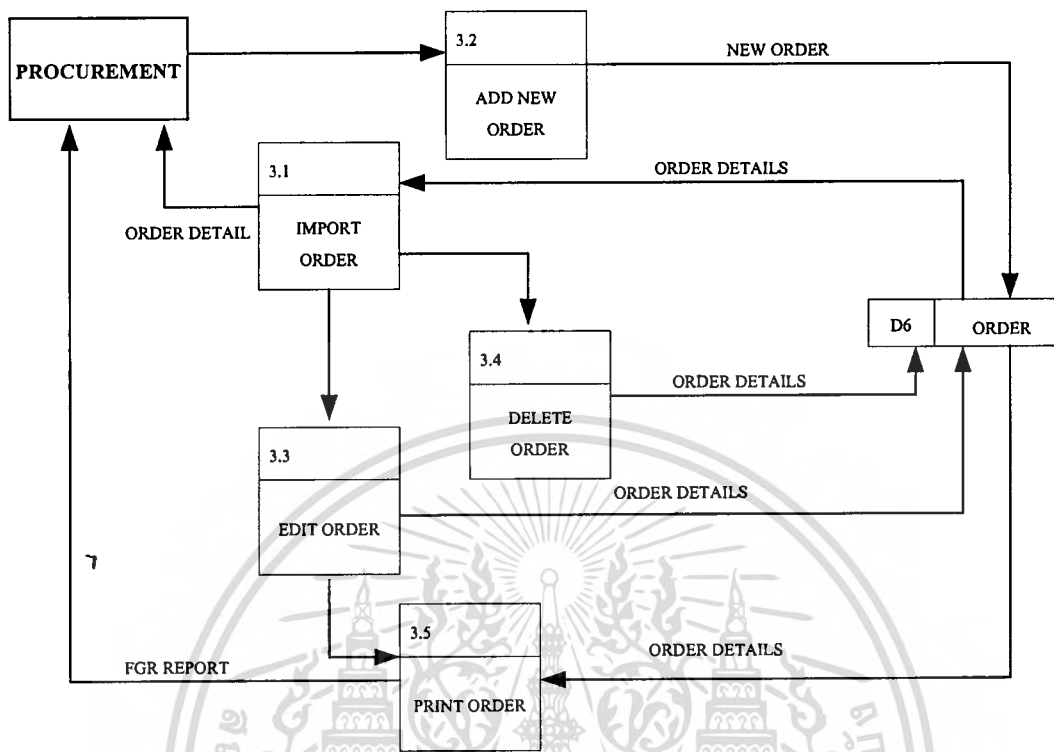 PROCUREMENT
3.2
ADD NEW
ORDER
NEW ORDER
3.1
IMPORT
ORDER
ORDER DETAILS
ORDER DETAIL
D6
ORDER
3.4
DELETE
ORDER
ORDER DETAILS
3.3
EDIT ORDER
ORDER DETAILS
3.5
PRINT ORDER
ORDER DETAILS
FGR REPORT